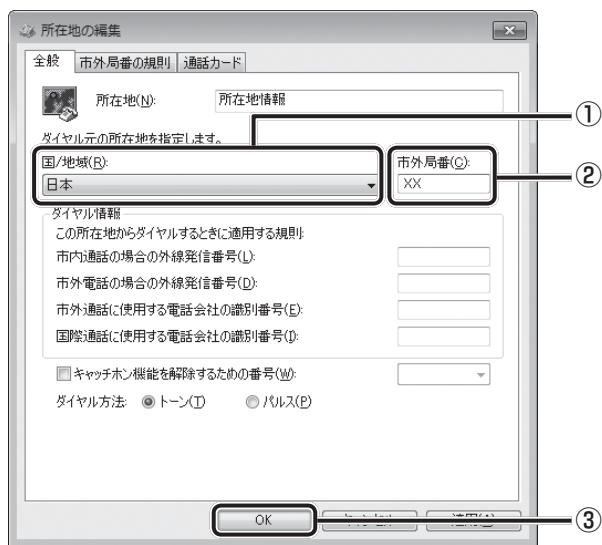 所在地の編集
全般 市外局番の規則 通話カード
所在地(N): 所在地情報
①
ダイヤル元の所在地を指定します。
国/地域(R): 市外局番(C):
日本 XX
②
ダイヤル情報
この所在地からダイヤルするときに適用する規則:
市内通話の場合の外線発信番号(L):
市外電話の場合の外線発信番号(D):
市外通話に使用する電話会社の識別番号(E):
国際通話に使用する電話会社の識別番号(I):
キャッチホン機能を解除するための番号(W):
ダイヤル方法: トーン(T) パルス(P)
OK
③